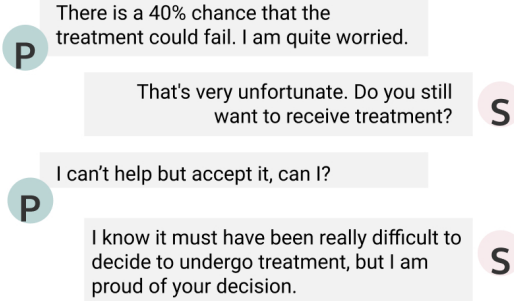 There is a 40% chance that the
treatment could fail. I am quite worried.
P
That's very unfortunate. Do you still
want to receive treatment?
S
I can’t help but accept it, can I?
P
I know it must have been really difficult to
decide to undergo treatment, but I am
proud of your decision.
S